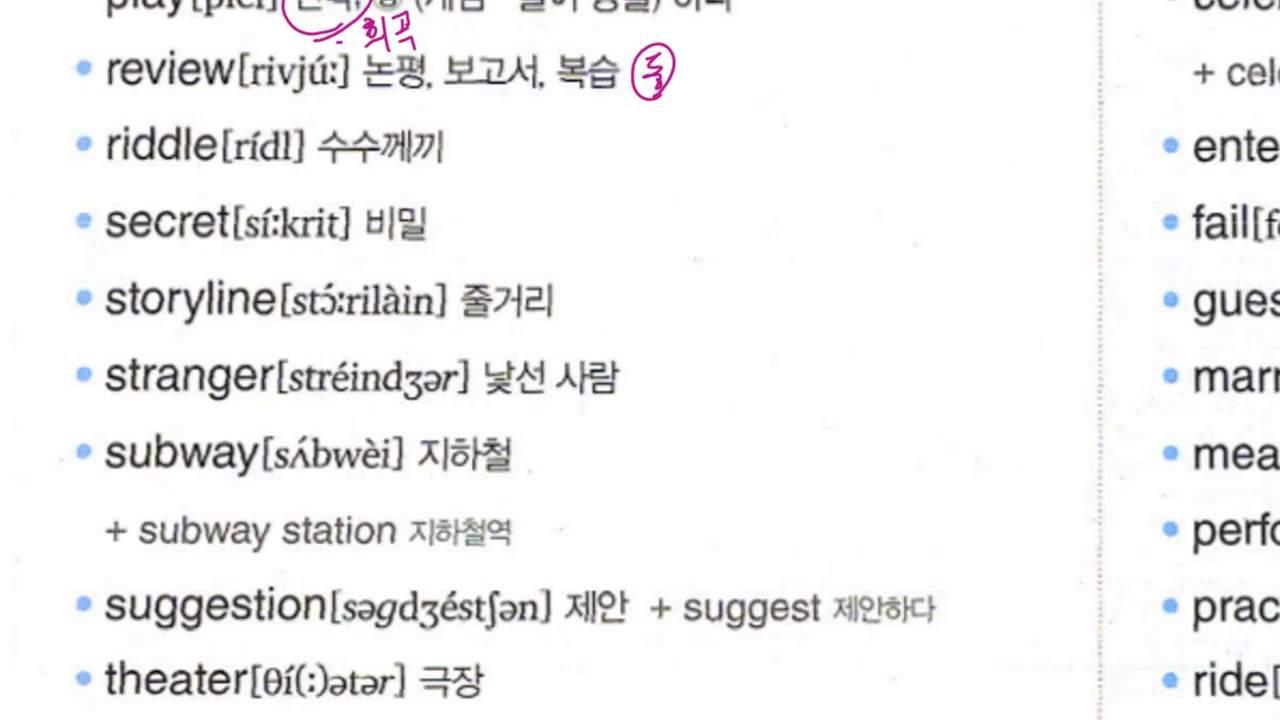 play
희곡
review[rivjúː] 논평, 보고서, 복습 동
riddle[rídl] 수수께끼
secret[síːkrit] 비밀
storyline[stɔ́ːrilàin] 줄거리
stranger[stréindʒər] 낯선 사람
subway[sʌ́bwèi] 지하철
+ subway station 지하철역
suggestion[səgdʒéstʃən] 제안 + suggest 제안하다
theater[θí(ː)ətər] 극장
+ cele
ente
fail[f
gues
marr
mea
perfo
prac
ride[